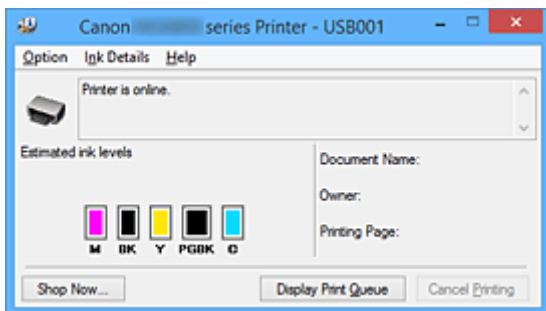 Canon series Printer - USB001
Option Ink Details Help
Printer is online.
Estimated ink levels
Document Name:
Owner:
Printing Page:
M BK Y PGBK C
Shop Now... Display Print Queue Cancel Printing